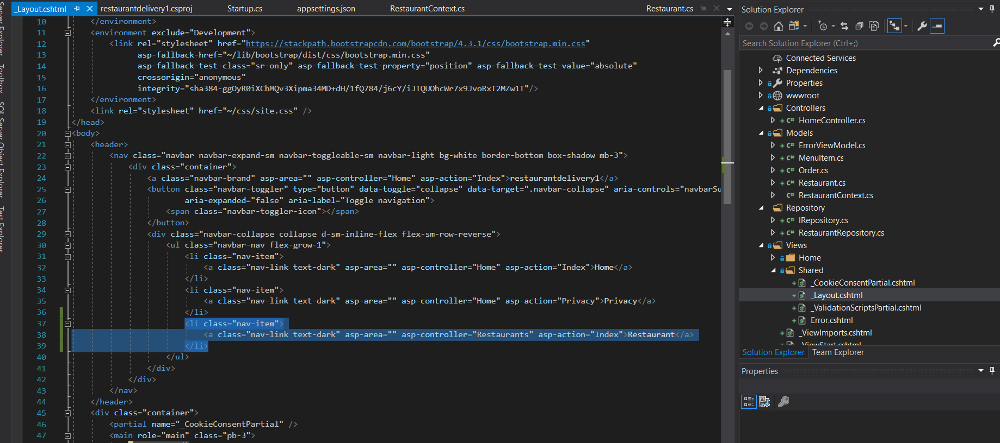 _Layout.cshtml
restaurantdelivery1.csproj
Startup.cs
appsettings.json
RestaurantContext.cs
Restaurant.cs
10 </environment>
11 <environment exclude="Development">
12 <link rel="stylesheet" href="https://stackpath.bootstrapcdn.com/bootstrap/4.3.1/css/bootstrap.min.css"
13 asp-fallback-href="~/lib/bootstrap/dist/css/bootstrap.min.css"
14 asp-fallback-test-class="sr-only" asp-fallback-test-property="position" asp-fallback-test-value="absolute"
15 crossorigin="anonymous"
16 integrity="sha384-ggOyR0iXCbMQv3Xipma34MD+dH/1fQ784/j6cY/iJTQUOhcWr7x9JvoRxT2MZw1T"/>
17 </environment>
18 <link rel="stylesheet" href="~/css/site.css" />
19 </head>
20 <body>
21 <header>
22 <nav class="navbar navbar-expand-sm navbar-toggleable-sm navbar-light bg-white border-bottom box-shadow mb-3">
23 <div class="container">
24 <a class="navbar-brand" asp-area="" asp-controller="Home" asp-action="Index">restaurantdelivery1</a>
25 <button class="navbar-toggler" type="button" data-toggle="collapse" data-target=".navbar-collapse" aria-controls="navbarSu
26 aria-expanded="false" aria-label="Toggle navigation">
27 <span class="navbar-toggler-icon"></span>
28 </button>
29 <div class="navbar-collapse collapse d-sm-inline-flex flex-sm-row-reverse">
30 <ul class="navbar-nav flex-grow-1">
31 <li class="nav-item">
32 <a class="nav-link text-dark" asp-area="" asp-controller="Home" asp-action="Index">Home</a>
33 </li>
34 <li class="nav-item">
35 <a class="nav-link text-dark" asp-area="" asp-controller="Home" asp-action="Privacy">Privacy</a>
36 </li>
37 <li class="nav-item">
38 <a class="nav-link text-dark" asp-area="" asp-controller="Restaurants" asp-action="Index">Restaurant</a>
39 </li>
40 </ul>
41 </div>
42 </div>
43 </nav>
44 </header>
45 <div class="container">
46 <partial name="_CookieConsentPartial" />
47 <main role="main" class="pb-3">
Server Explorer
Toolbox
SQL Server Object Explorer
Test Explorer
Solution Explorer
Search Solution Explorer (Ctrl+;)
Connected Services
Dependencies
Properties
wwwroot
Controllers
C# HomeController.cs
Models
C# ErrorViewModel.cs
C# MenuItem.cs
C# Order.cs
C# Restaurant.cs
C# RestaurantContext.cs
Repository
C# IRepository.cs
C# RestaurantRepository.cs
Views
Home
Shared
_CookieConsentPartial.cshtml
_Layout.cshtml
_ValidationScriptsPartial.cshtml
Error.cshtml
_ViewImports.cshtml
_ViewStart.cshtml
Solution Explorer
Team Explorer
Properties